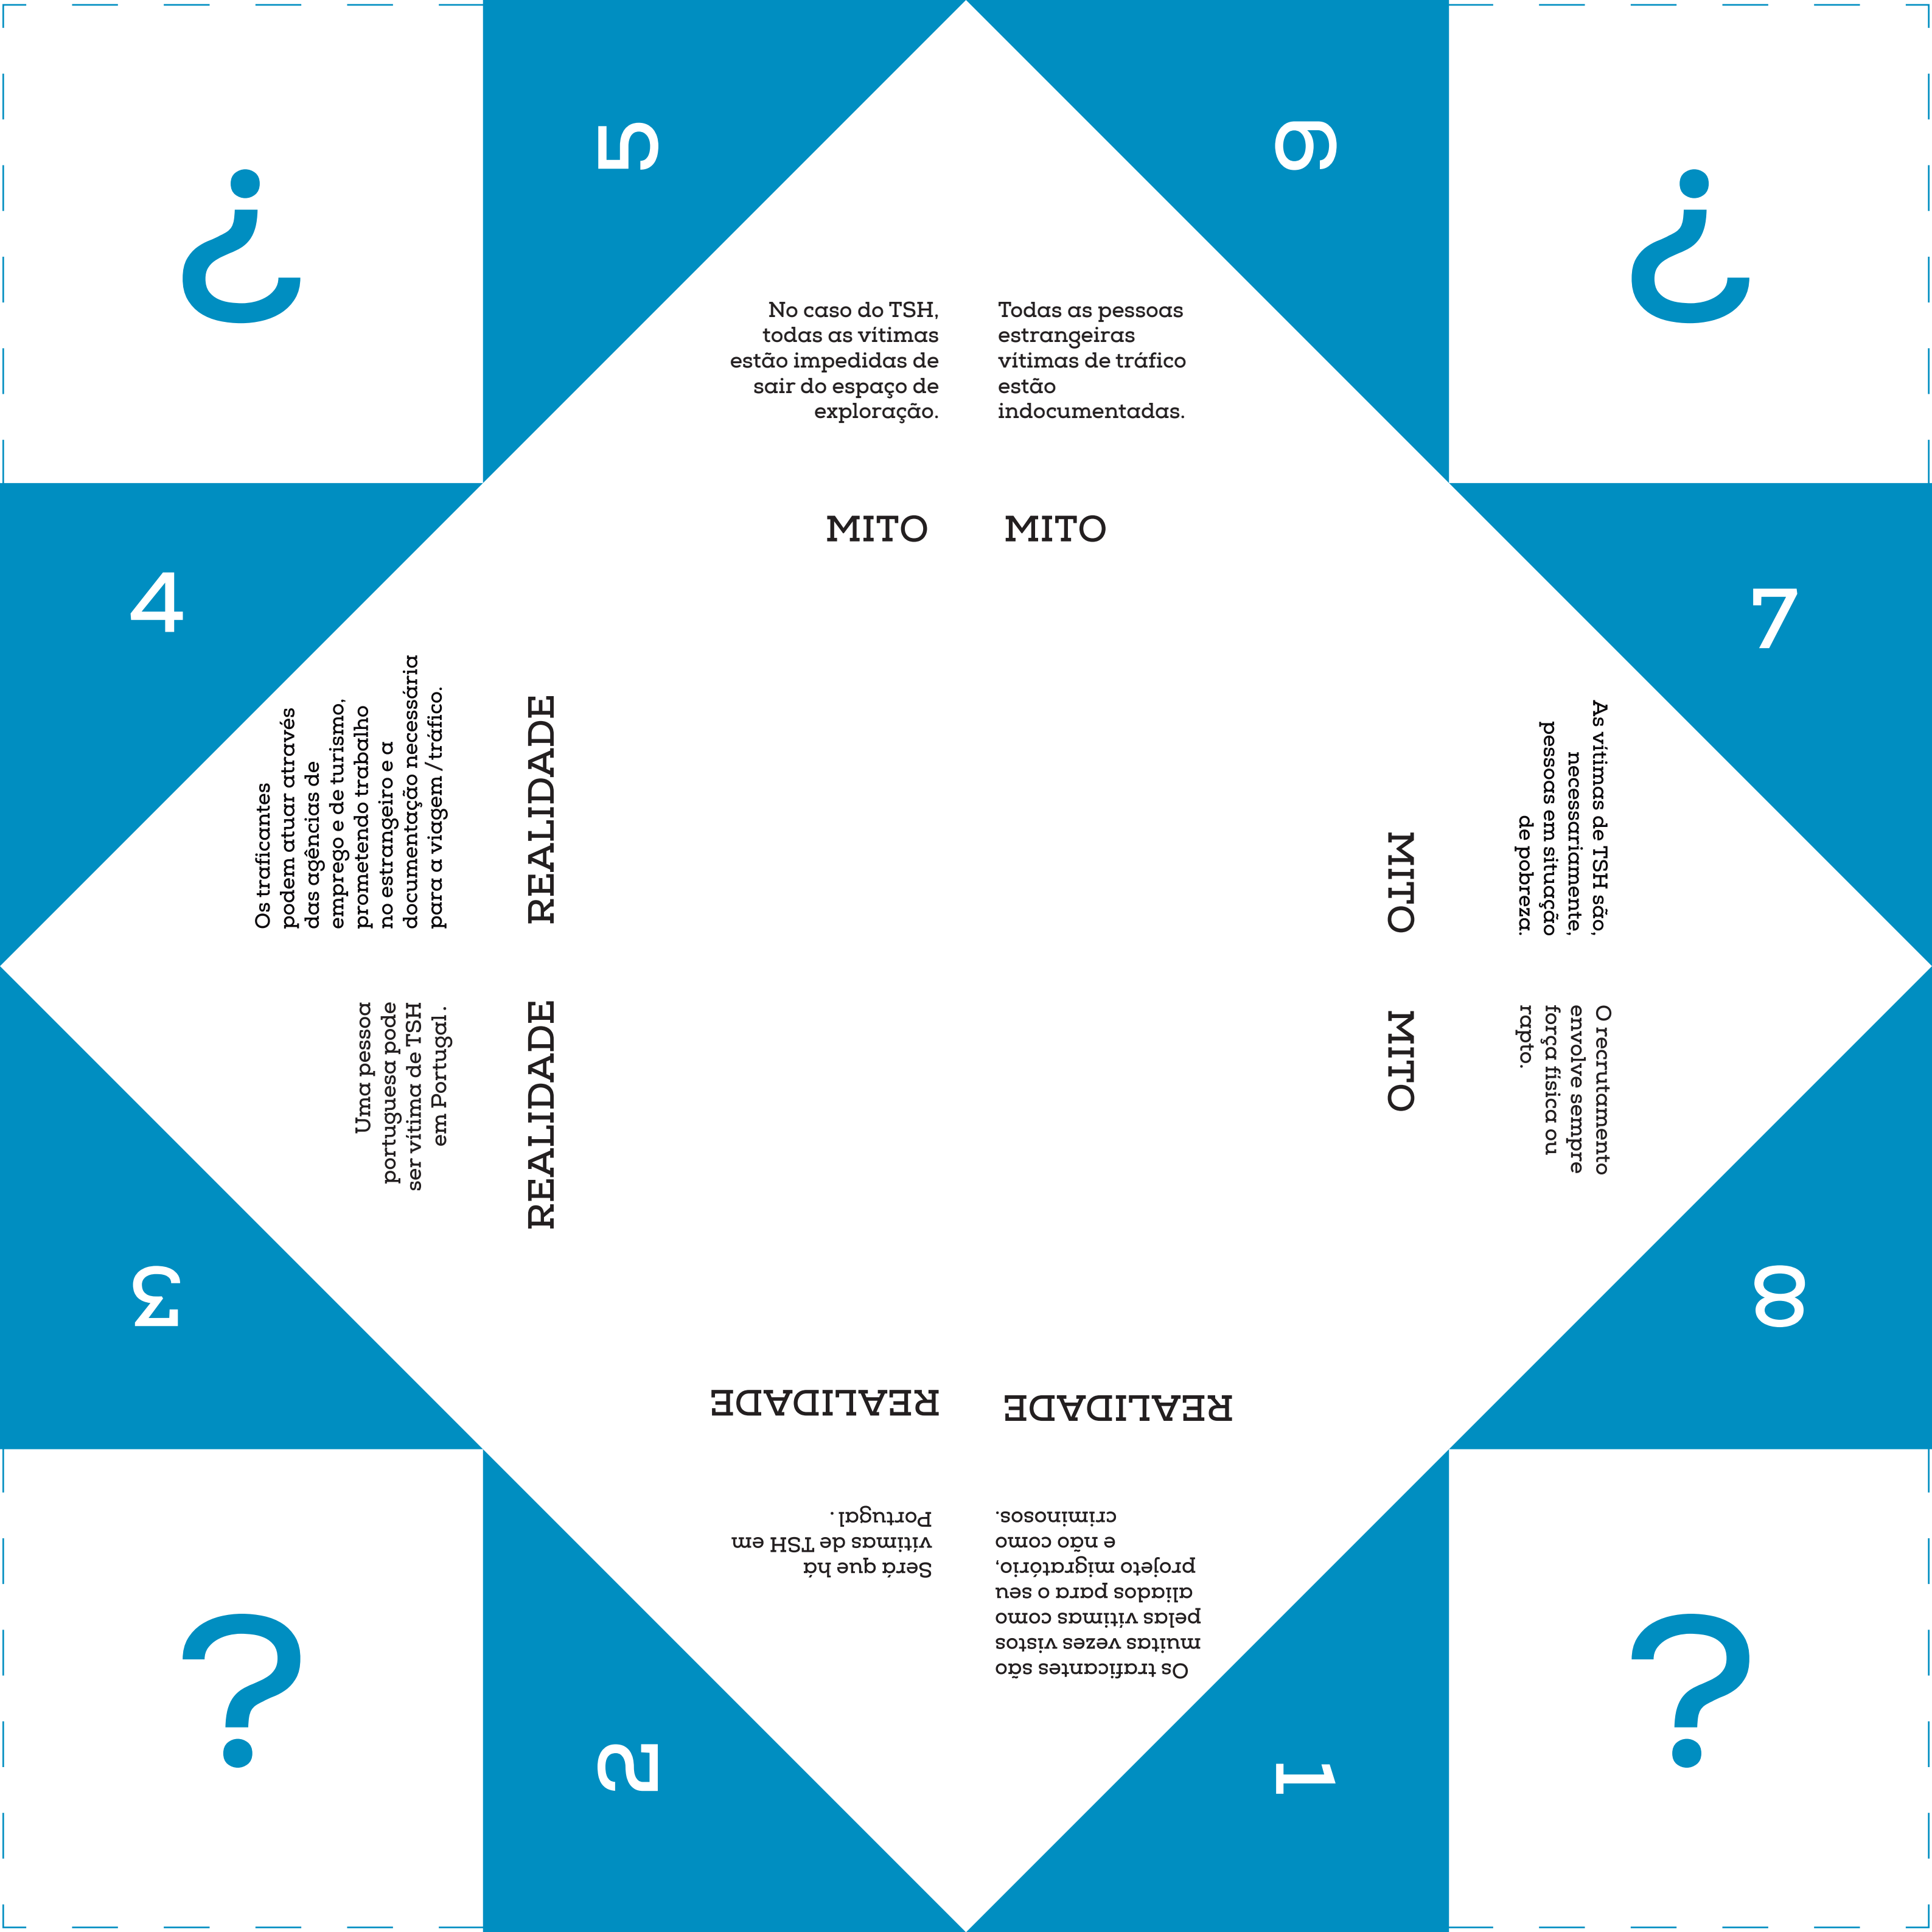 5
6
?
?
No caso do TSH,
todas as vítimas
estão impedidas de
sair do espaço de
exploração.
MITO
Todas as pessoas
estrangeiras
vítimas de tráfico
estão
indocumentadas.
MITO
4
7
Os traficantes
podem atuar através
das agências de
emprego e de turismo,
prometendo trabalho
no estrangeiro e a
documentação necessária
para a viagem /tráfico.
REALIDADE
As vítimas de TSH são,
necessariamente,
pessoas em situação
de pobreza.
MITO
Uma pessoa
portuguesa pode
ser vítima de TSH
em Portugal.
REALIDADE
O recrutamento
envolve sempre
força física ou
rapto.
MITO
3
8
Será que há
vítimas de TSH em
Portugal.
REALIDADE
Os traficantes são
muitas vezes vistos
pelas vítimas como
aliados para o seu
projeto migratório,
e não como
criminosos.
REALIDADE
?
?
2
1